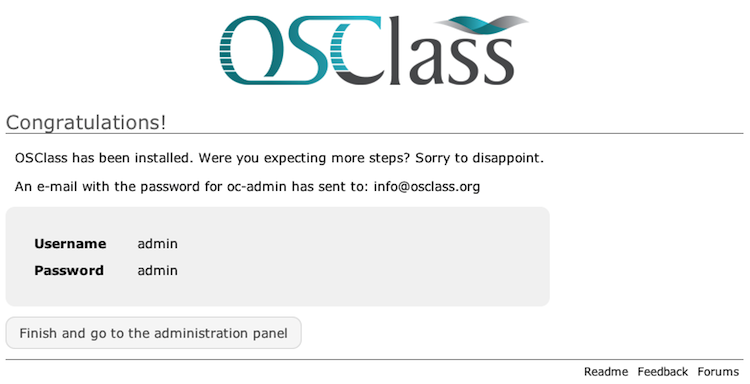 OSClass
Congratulations!
OSClass has been installed. Were you expecting more steps? Sorry to disappoint.
An e-mail with the password for oc-admin has sent to: info@osclass.org
Username admin
Password admin
Finish and go to the administration panel
Readme Feedback Forums